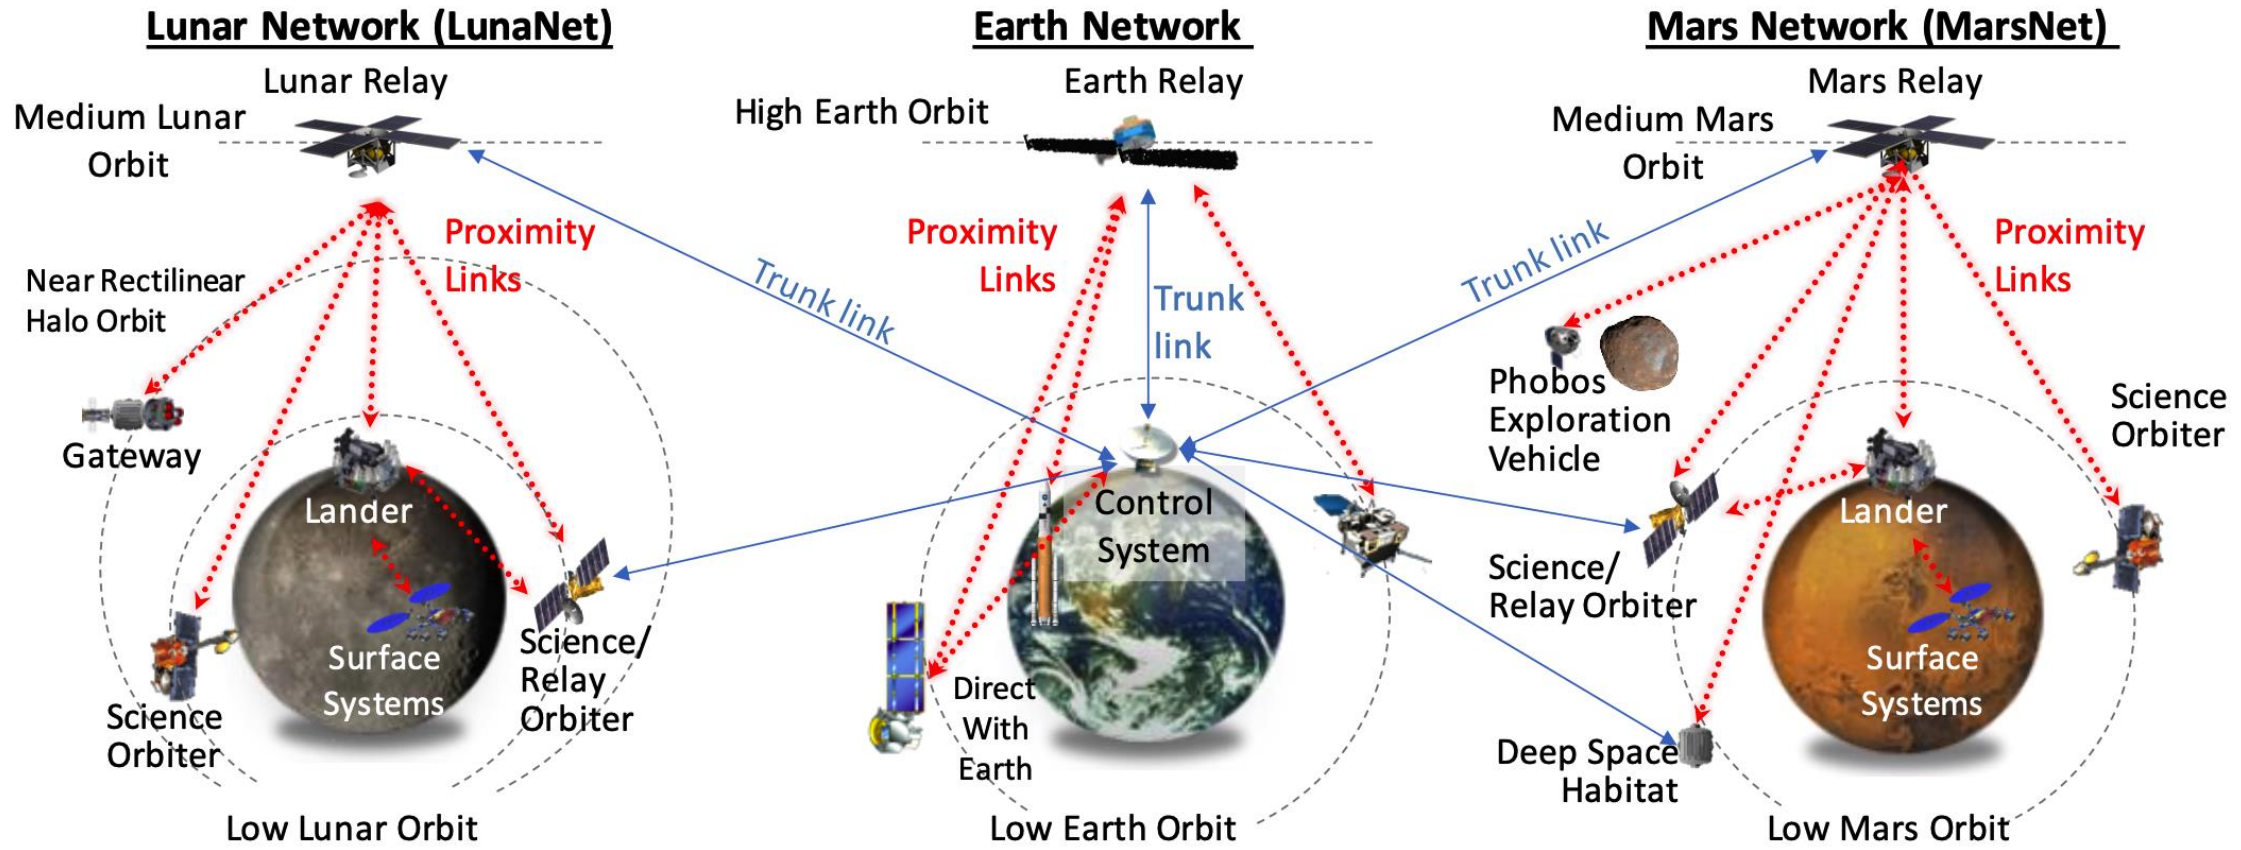 Lunar Network (LunaNet)
Lunar Relay
Medium Lunar
Orbit
Proximity
Links
Near Rectilinear
Halo Orbit
Gateway
Lander
Surface
Systems
Science
Orbiter
Science/
Relay
Orbiter
Low Lunar Orbit
Trunk link
Earth Network
Earth Relay
High Earth Orbit
Proximity
Links
Trunk
link
Control
System
Direct
With
Earth
Low Earth Orbit
Trunk link
Mars Network (MarsNet)
Mars Relay
Medium Mars
Orbit
Proximity
Links
Phobos
Exploration
Vehicle
Science
Orbiter
Lander
Science/
Relay Orbiter
Surface
Systems
Deep Space
Habitat
Low Mars Orbit